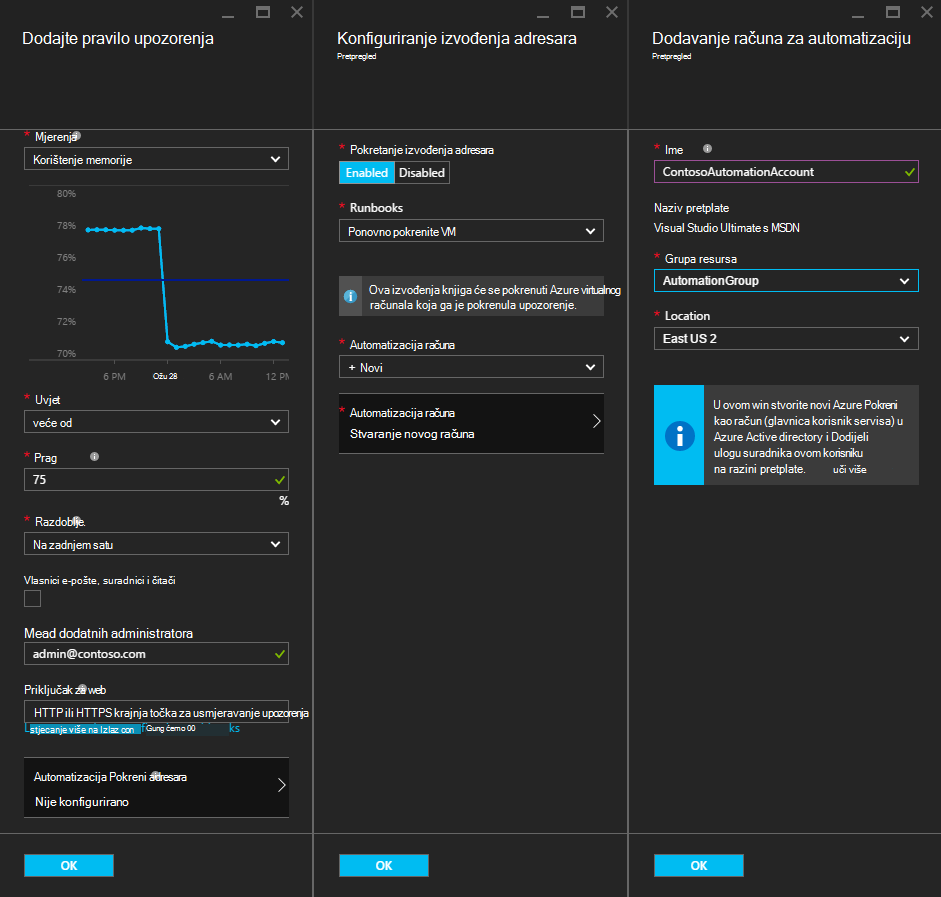 Dodajte pravilo upozorenja
Mjerenja
Korištenje memorije
80%
78%
76%
74%
72%
70%
6 PM
Ožu 28
6 AM
12 PM
Uvjet
veće od
Prag
75
%
Razdoblje.
Na zadnjem satu
Vlasnici e-pošte, suradnici i čitači
Mead dodatnih administratora
admin@contoso.com
Priključak za web
HTTP ili HTTPS krajnja točka za usmjeravanje upozorenja
stjecanje više na Izlaz con
Gung ćemo 00
ks
Automatizacija Pokreni adresara
Nije konfigurirano
OK
Konfiguriranje izvođenja adresara
Pretpregled
Pokretanje izvođenja adresara
Enabled Disabled
Runbooks
Ponovno pokrenite VM
Ova izvođenja knjiga će se pokrenuti Azure virtualnog
računala koja ga je pokrenula upozorenje.
Automatizacija računa
+ Novi
Automatizacija računa
Stvaranje novog računa
OK
Dodavanje računa za automatizaciju
Pretpregled
Ime
ContosoAutomationAccount
Naziv pretplate
Visual Studio Ultimate s MSDN
Grupa resursa
AutomationGroup
Location
East US 2
U ovom win stvorite novi Azure Pokreni
kao račun (glavnica korisnik servisa) u
Azure Active directory i Dodijeli
ulogu suradnika ovom korisniku
na razini pretplate. uči više
OK